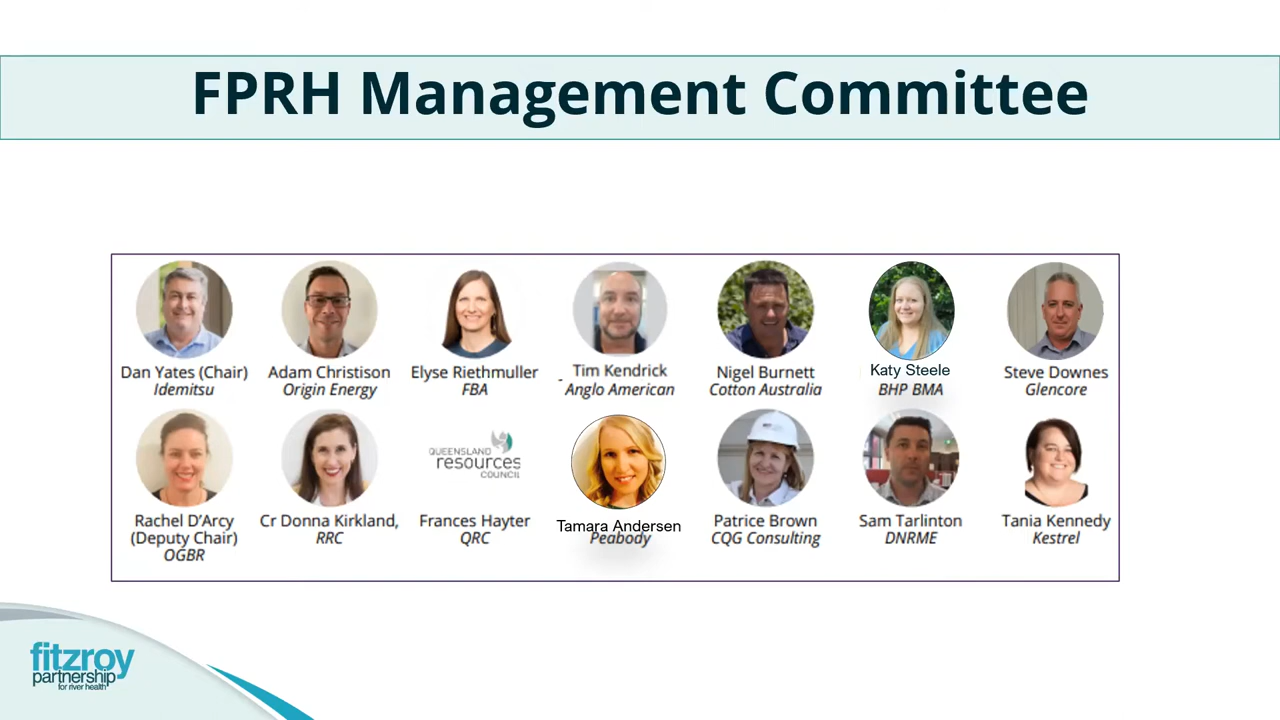 FPRH Management Committee
Dan Yates (Chair)
Idemitsu
Adam Christison
Origin Energy
Elyse Riethmuller
FBA
Tim Kendrick
Anglo American
Nigel Burnett
Cotton Australia
Katy Steele
BHP BMA
Steve Downes
Glencore
Rachel D'Arcy
(Deputy Chair)
OGBR
Cr Donna Kirkland,
RRC
QUEENSLAND
resources
COUNCIL
Frances Hayter
QRC
Tamara Andersen
Peabody
Patrice Brown
CQG Consulting
Sam Tarlinton
DNRME
Tania Kennedy
Kestrel
fitzroy
partnership
for river health